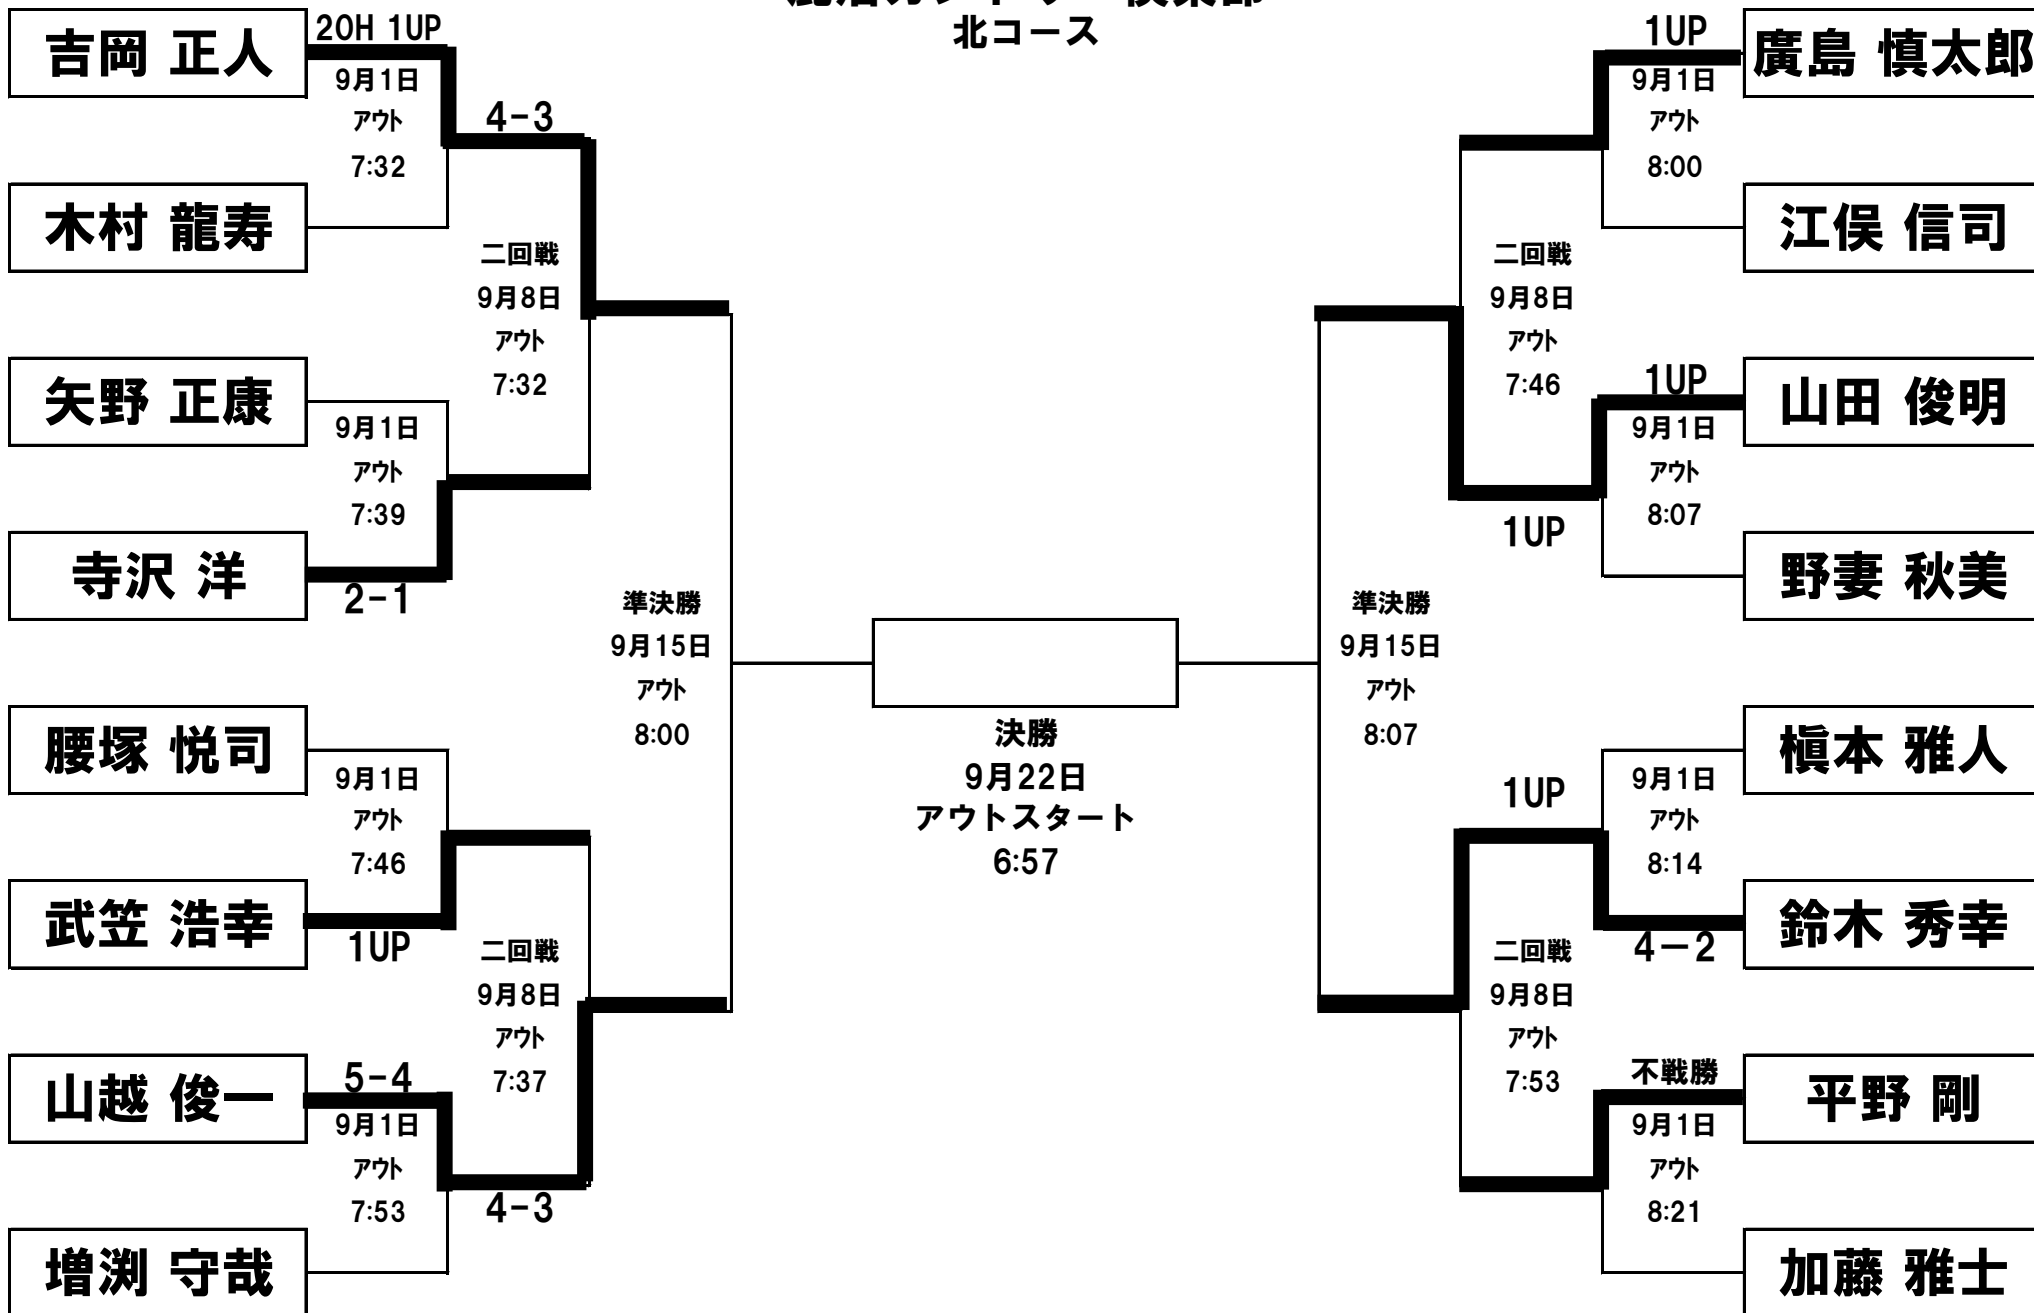 北コース
吉岡 正人
20H 1UP
9月1日
アウト
7:32
木村 龍寿
4-3
二回戦
9月8日
アウト
7:32
矢野 正康
9月1日
アウト
7:39
寺沢 洋
2-1
準決勝
9月15日
アウト
8:00
腰塚 悦司
9月1日
アウト
7:46
武笠 浩幸
1UP
二回戦
9月8日
アウト
7:37
山越 俊一
5-4
9月1日
アウト
7:53
4-3
増渕 守哉
決勝
9月22日
アウトスタート
6:57
1UP
廣島 慎太郎
9月1日
アウト
8:00
江俣 信司
二回戦
9月8日
アウト
7:46
1UP
山田 俊明
9月1日
アウト
8:07
1UP
野妻 秋美
準決勝
9月15日
アウト
8:07
槇本 雅人
1UP
9月1日
アウト
8:14
鈴木 秀幸
4－2
二回戦
9月8日
アウト
7:53
不戦勝
平野 剛
9月1日
アウト
8:21
加藤 雅士